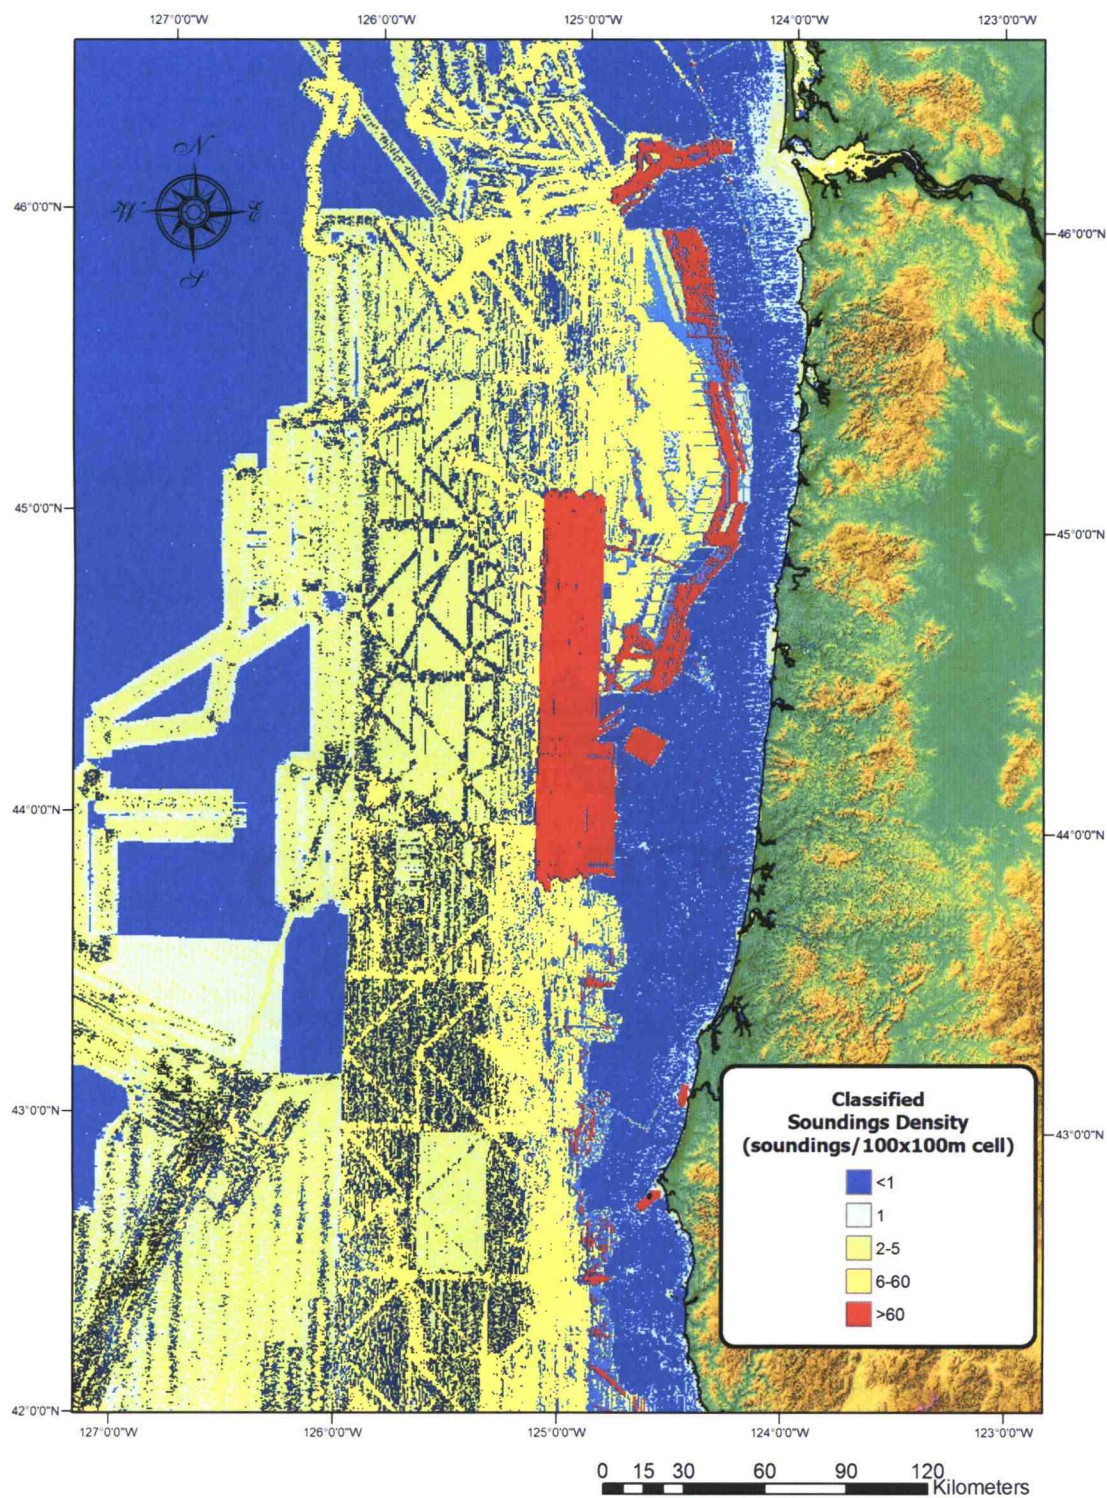 127°0'0"W 126°0'0"W 125°0'0"W 124°0'0"W 123°0'0"W
N
W E
S
46°0'0"N 46°0'0"N
45°0'0"N 45°0'0"N
44°0'0"N 44°0'0"N
43°0'0"N 43°0'0"N
42°0'0"N
Classified
Soundings Density
(soundings/100x100m cell)
<1
1
2-5
6-60
>60
127°0'0"W 126°0'0"W 125°0'0"W 124°0'0"W 123°0'0"W
0 15 30 60 90 120
Kilometers